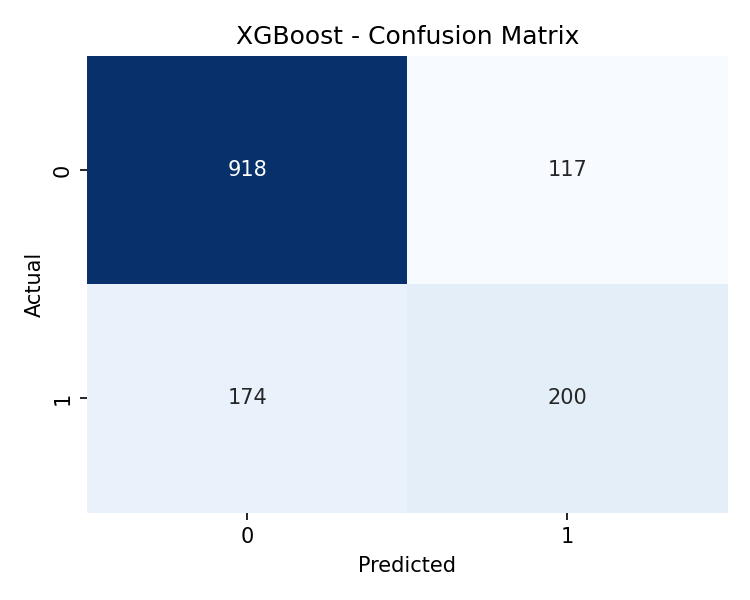 XGBoost - Confusion Matrix
0
918
117
Actual
1
174
200
0
1
Predicted